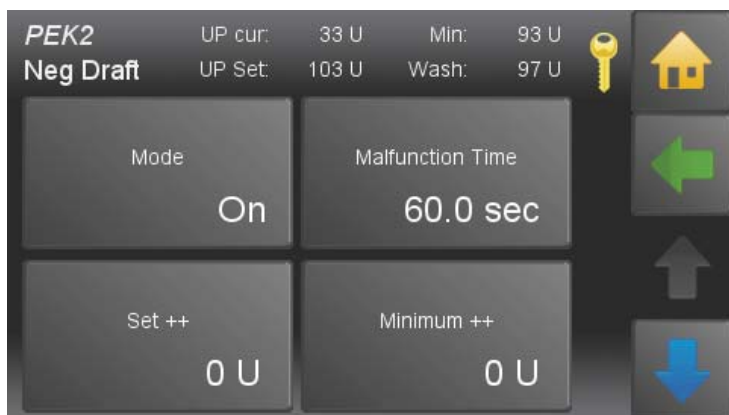 PEK2 UP cur: 33 U Min: 93 U
Neg Draft UP Set: 103 U Wash: 97 U
Mode Malfunction Time
On 60.0 sec
Set ++ Minimum ++
0 U 0 U